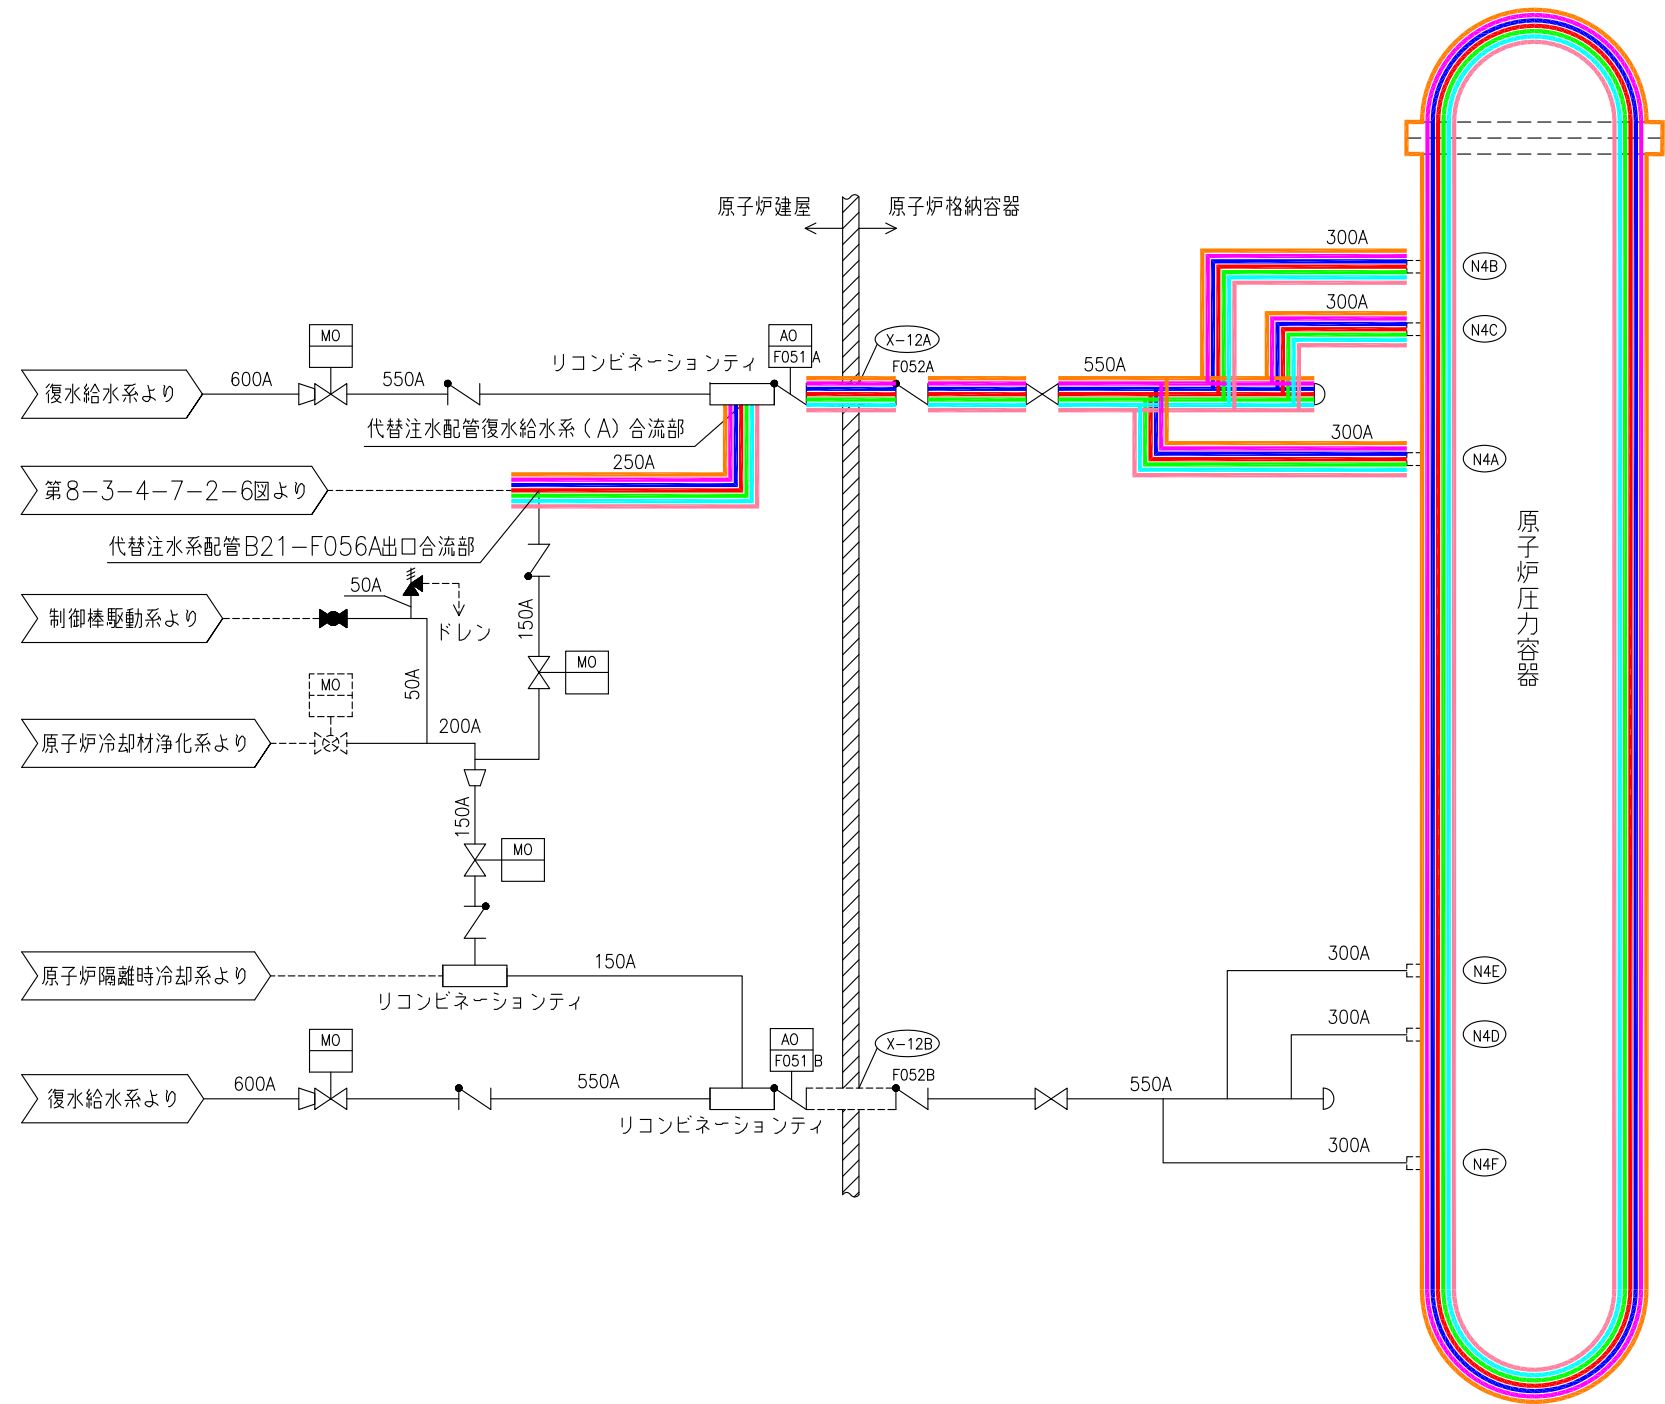 原子炉建屋
原子炉格納容器
300A
N4B
300A
N4C
MO
AO
F051 A
X-12A
F052A
リコンビネーションティ
550A
復水給水系より
600A
550A
代替注水配管復水給水系（A）合流部
300A
N4A
250A
第8-3-4-7-2-6図より
代替注水系配管B21-F056A出口合流部
原子炉圧力容器
50A
制御棒駆動系より
ドレン
150A
MO
50A
MO
200A
原子炉冷却材浄化系より
150A
MO
原子炉隔離時冷却系より
150A
リコンビネーションティ
300A
N4E
300A
N4D
MO
AO
F051 B
X-12B
F052B
復水給水系より
600A
550A
550A
リコンビネーションティ
300A
N4F